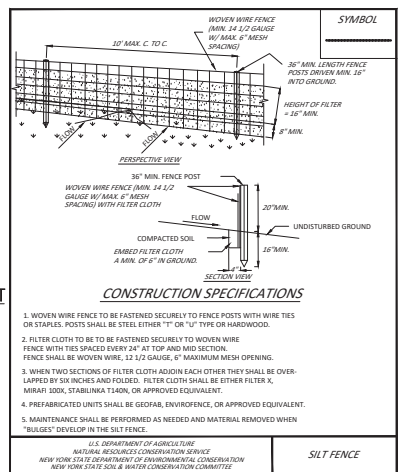 WOVEN WIRE FENCE
(MIN. 14 1/2 GAUGE
W/ MAX. 6" MESH
SPACING)
SYMBOL
10' MAX. C. TO C.
36" MIN. LENGTH FENCE
POSTS DRIVEN MIN. 16"
INTO GROUND.
HEIGHT OF FILTER
= 16" MIN.
8" MIN.
FLOW
FLOW
PERSPECTIVE VIEW
36" MIN. FENCE POST
WOVEN WIRE FENCE (MIN. 14 1/2
GAUGE W/ MAX. 6" MESH
SPACING) WITH FILTER CLOTH
20"MIN.
FLOW
UNDISTURBED GROUND
COMPACTED SOIL
EMBED FILTER CLOTH
A MIN. OF 6" IN GROUND.
16"MIN.
4"
SECTION VIEW
CONSTRUCTION SPECIFICATIONS
1. WOVEN WIRE FENCE TO BE FASTENED SECURELY TO FENCE POSTS WITH WIRE TIES
OR STAPLES. POSTS SHALL BE STEEL EITHER "T" OR "U" TYPE OR HARDWOOD.
2. FILTER CLOTH TO BE TO BE FASTENED SECURELY TO WOVEN WIRE
FENCE WITH TIES SPACED EVERY 24" AT TOP AND MID SECTION.
FENCE SHALL BE WOVEN WIRE, 12 1/2 GAUGE, 6" MAXIMUM MESH OPENING.
3. WHEN TWO SECTIONS OF FILTER CLOTH ADJOIN EACH OTHER THEY SHALL BE OVER-
LAPPED BY SIX INCHES AND FOLDED. FILTER CLOTH SHALL BE EITHER FILTER X,
MIRAFI 100X, STABILINKA T140N, OR APPROVED EQUIVALENT.
4. PREFABRICATED UNITS SHALL BE GEOFAB, ENVIROFENCE, OR APPROVED EQUIVALENT.
5. MAINTENANCE SHALL BE PERFORMED AS NEEDED AND MATERIAL REMOVED WHEN
"BULGES" DEVELOP IN THE SILT FENCE.
U.S. DEPARTMENT OF AGRICULTURE
NATURAL RESOURCES CONSERVATION SERVICE
NEW YORK STATE DEPARTMENT OF ENVIRONMENTAL CONSERVATION
NEW YORK STATE SOIL & WATER CONSERVATION COMMITTEE
SILT FENCE